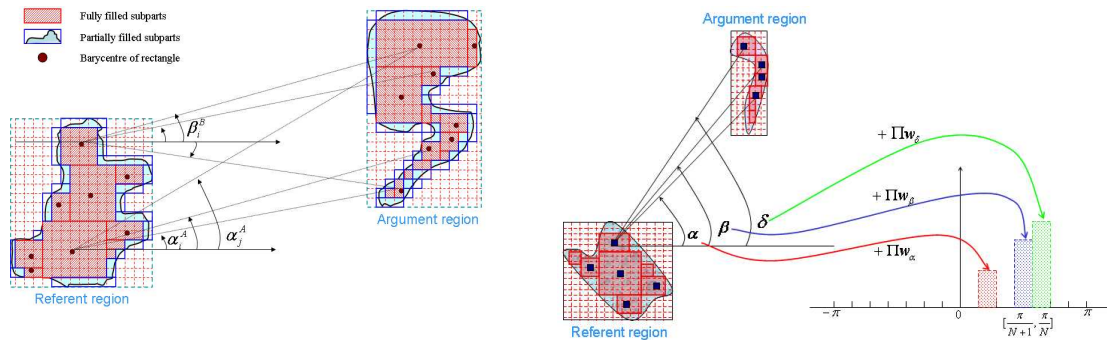 Fully filled subparts
Partially filled subparts
Barycentre of rectangle
β_i^B
α_i^A
α_j^A
Argument region
Referent region
Argument region
α
β
δ
Referent region
+ Πw_δ
+ Πw_β
+ Πw_α
−π
0
[π/N+1, π/N]
π